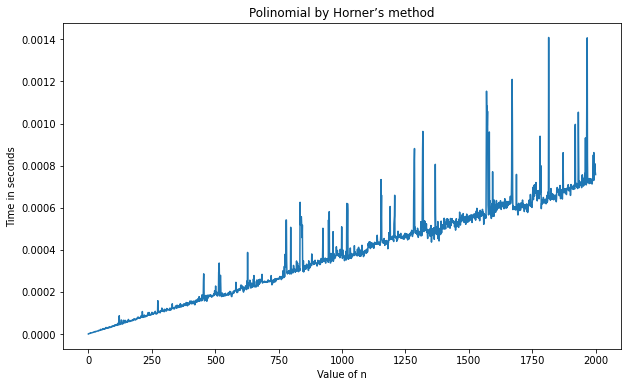 Polinomial by Horner’s method
0.0014
0.0012
0.0010
0.0008
0.0006
0.0004
0.0002
0.0000
Time in seconds
0 250 500 750 1000 1250 1500 1750 2000
Value of n